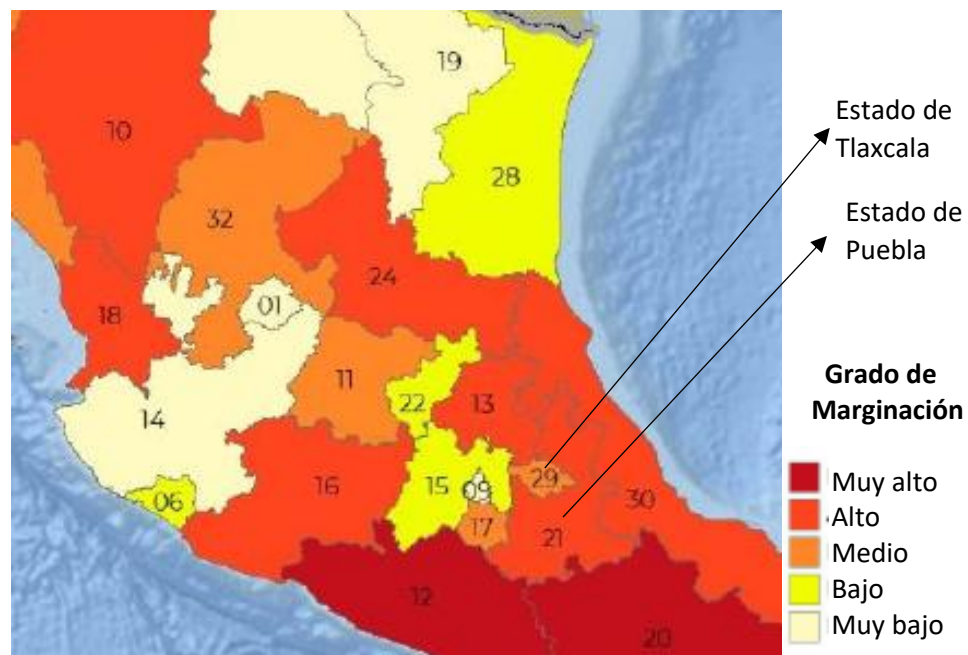 19
10
28
32
24
01
18
11
22
13
14
16
15
09
29
30
06
17
21
12
20
Estado de
Tlaxcala
Estado de
Puebla
Grado de
Marginación
Muy alto
Alto
Medio
Bajo
Muy bajo